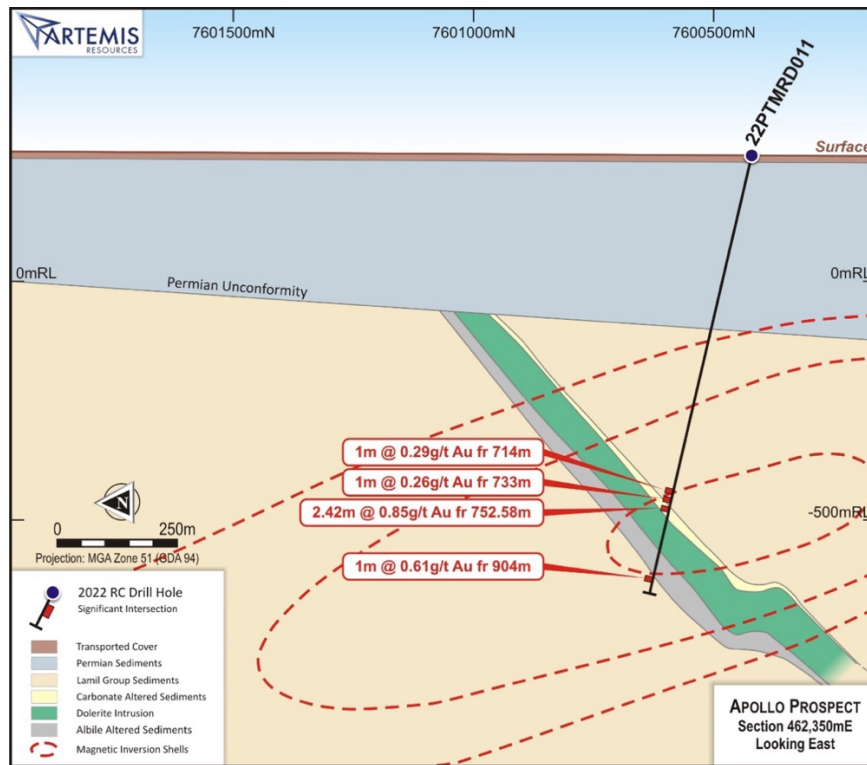 ARTEMIS
RESOURCES
7601500mN
7601000mN
7600500mN
22PTMRD011
Surface
0mRL
0mRL
Permian Unconformity
1m @ 0.29g/t Au fr 714m
1m @ 0.26g/t Au fr 733m
2.42m @ 0.85g/t Au fr 752.58m
1m @ 0.61g/t Au fr 904m
-500mRL
N
0
250m
Projection: MGA Zone 51 (GDA 94)
2022 RC Drill Hole
Significant Intersection
Transported Cover
Permian Sediments
Lamil Group Sediments
Carbonate Altered Sediments
Dolerite Intrusion
Albile Altered Sediments
Magnetic Inversion Shells
APOLLO PROSPECT
Section 462,350mE
Looking East